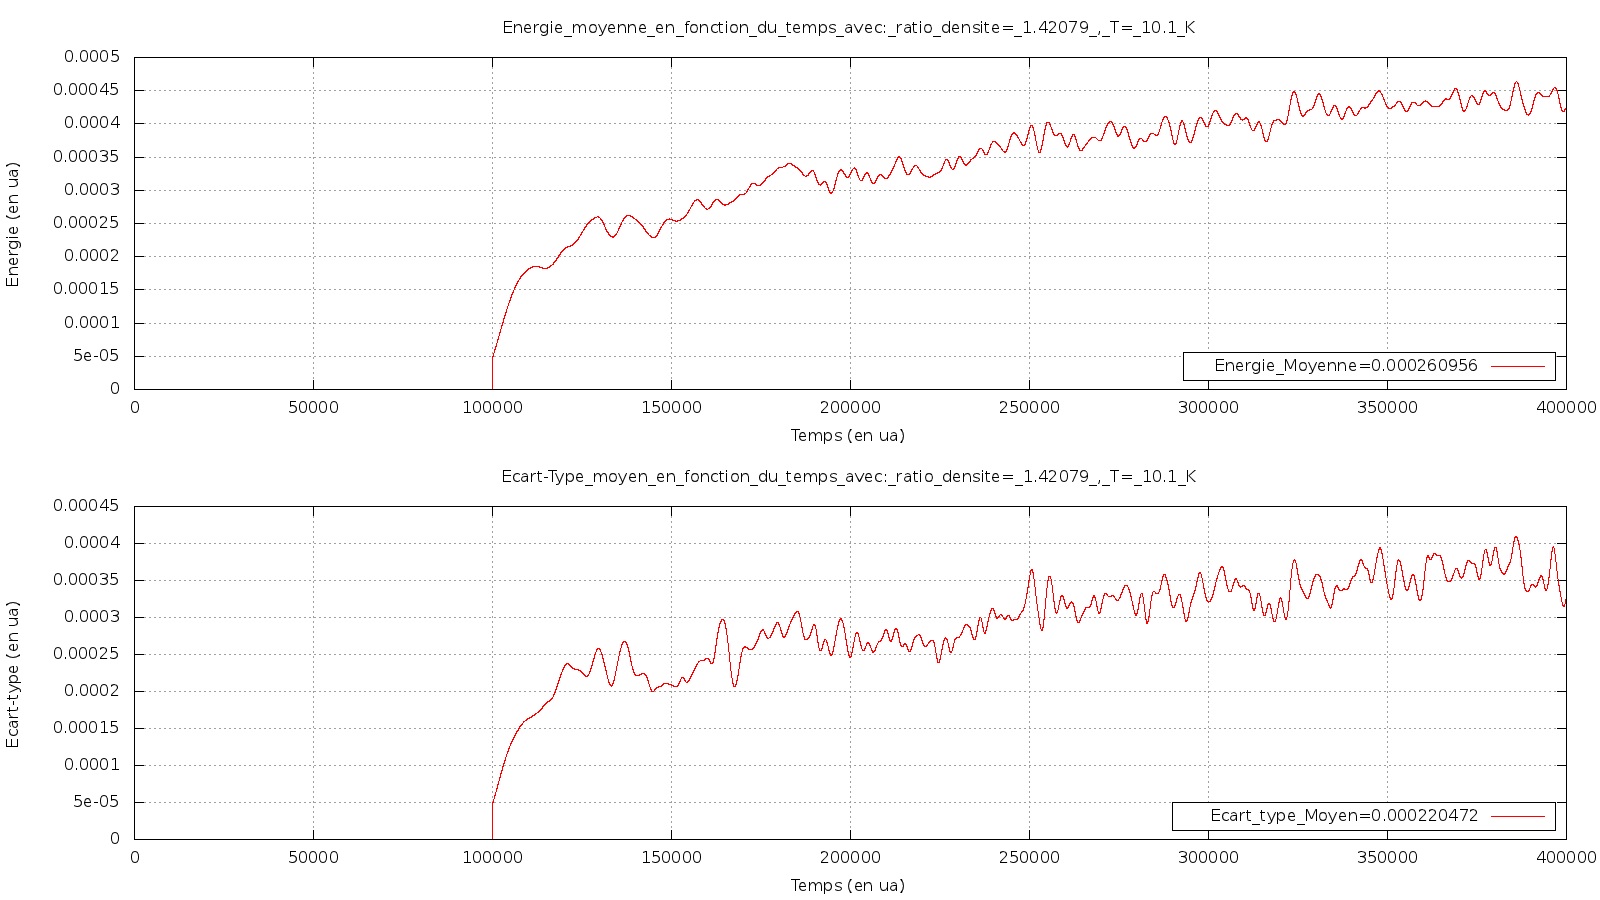 Energie_moyenne_en_fonction_du_temps_avec:_ratio_densite=_1.42079_,_T=_10.1_K
0.0005
0.00045
0.0004
0.00035
0.0003
0.00025
0.0002
0.00015
0.0001
5e-05
0
Energie (en ua)
Energie_Moyenne=0.000260956
0 50000 100000 150000 200000 250000 300000 350000 400000
Temps (en ua)
Ecart-Type_moyen_en_fonction_du_temps_avec:_ratio_densite=_1.42079_,_T=_10.1_K
0.00045
0.0004
0.00035
0.0003
0.00025
0.0002
0.00015
0.0001
5e-05
0
Ecart-type (en ua)
Ecart_type_Moyen=0.000220472
0 50000 100000 150000 200000 250000 300000 350000 400000
Temps (en ua)